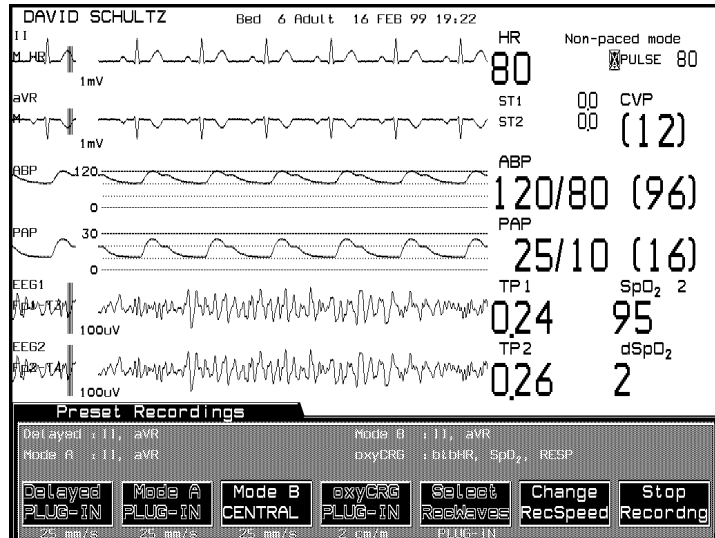 DAVID SCHULTZ Bed 6 Adult 16 FEB 99 19:22
II
M HR
1mV
HR
80
Non-paced mode
PULSE 80
aVR
M
1mV
ST1 0.0
ST2 0.0
CVP
(12)
ABP
120
0
ABP
120/80 (96)
PAP
30
0
PAP
25/10 (16)
EEG1
Fp1-T3
100uV
TP1
0.24
SpO₂ 2
95
EEG2
Fp2-T4
100uV
TP2
0.26
dSpO₂
2
Preset Recordings
Delayed :II, aVR Mode B :II, aVR
Mode A :II, aVR oxyCRG :btbHR, SpO₂, RESP
Delayed PLUG-IN
25 mm/s
Mode A PLUG-IN
25 mm/s
Mode B CENTRAL
25 mm/s
oxyCRG PLUG-IN
2 cm/m
Select RecWaves
PLUG-IN
Change RecSpeed
Stop Recordng